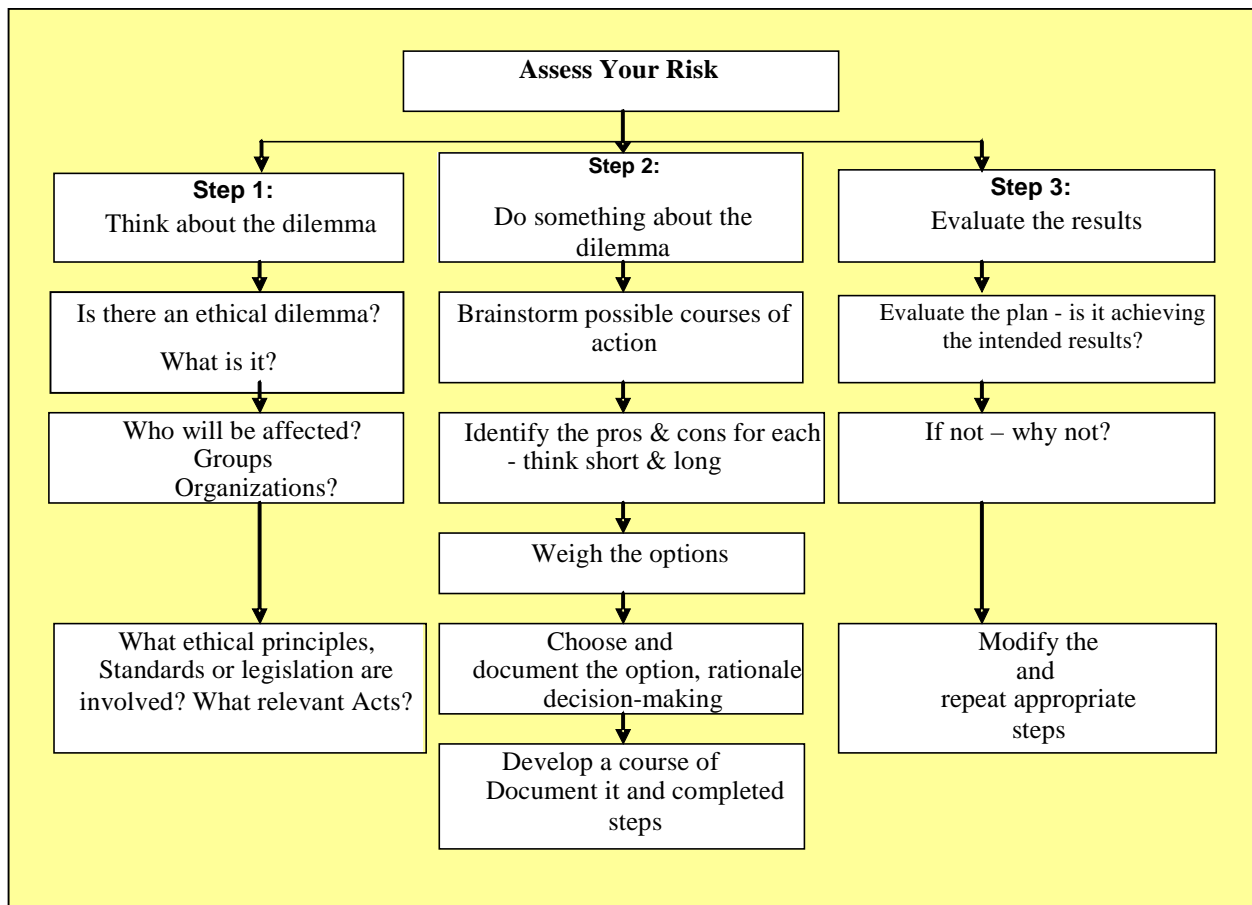 Assess Your Risk
Step 1:
Think about the dilemma
Is there an ethical dilemma?
What is it?
Who will be affected?
Groups
Organizations?
What ethical principles,
Standards or legislation are
involved? What relevant Acts?
Step 2:
Do something about the
dilemma
Brainstorm possible courses of
action
Identify the pros & cons for each
- think short & long
Weigh the options
Choose and
document the option, rationale
decision-making
Develop a course of
Document it and completed
steps
Step 3:
Evaluate the results
Evaluate the plan - is it achieving
the intended results?
If not – why not?
Modify the
and
repeat appropriate
steps